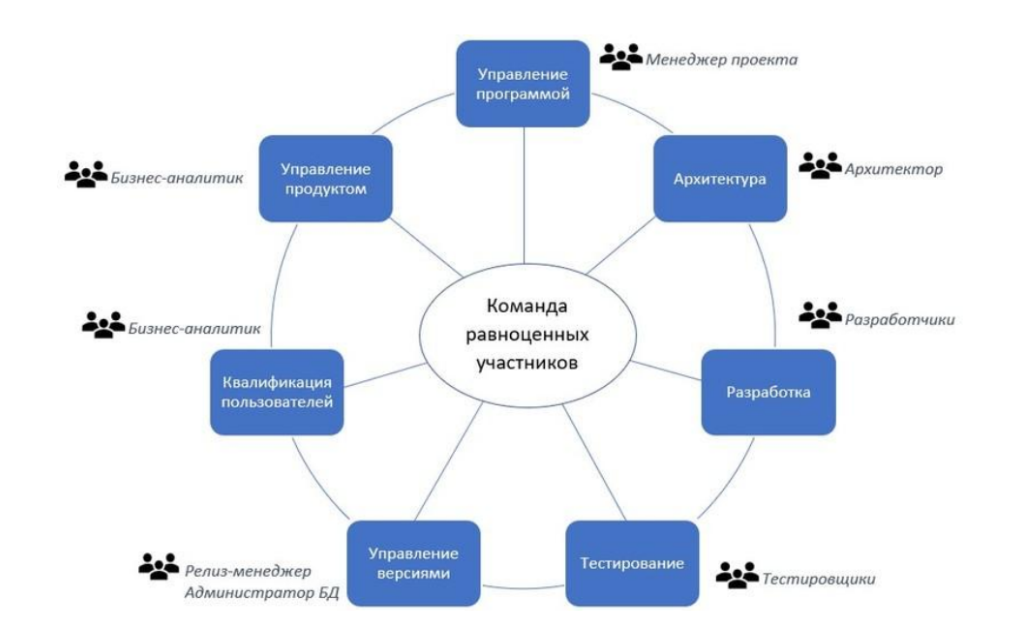 Управление
программой
Менеджер проекта
Управление
продуктом
Бизнес-аналитик
Архитектура
Архитектор
Команда
равноценных
участников
Бизнес-аналитик
Квалификация
пользователей
Разработчики
Разработка
Управление
версиями
Релиз-менеджер
Администратор БД
Тестирование
Тестировщики